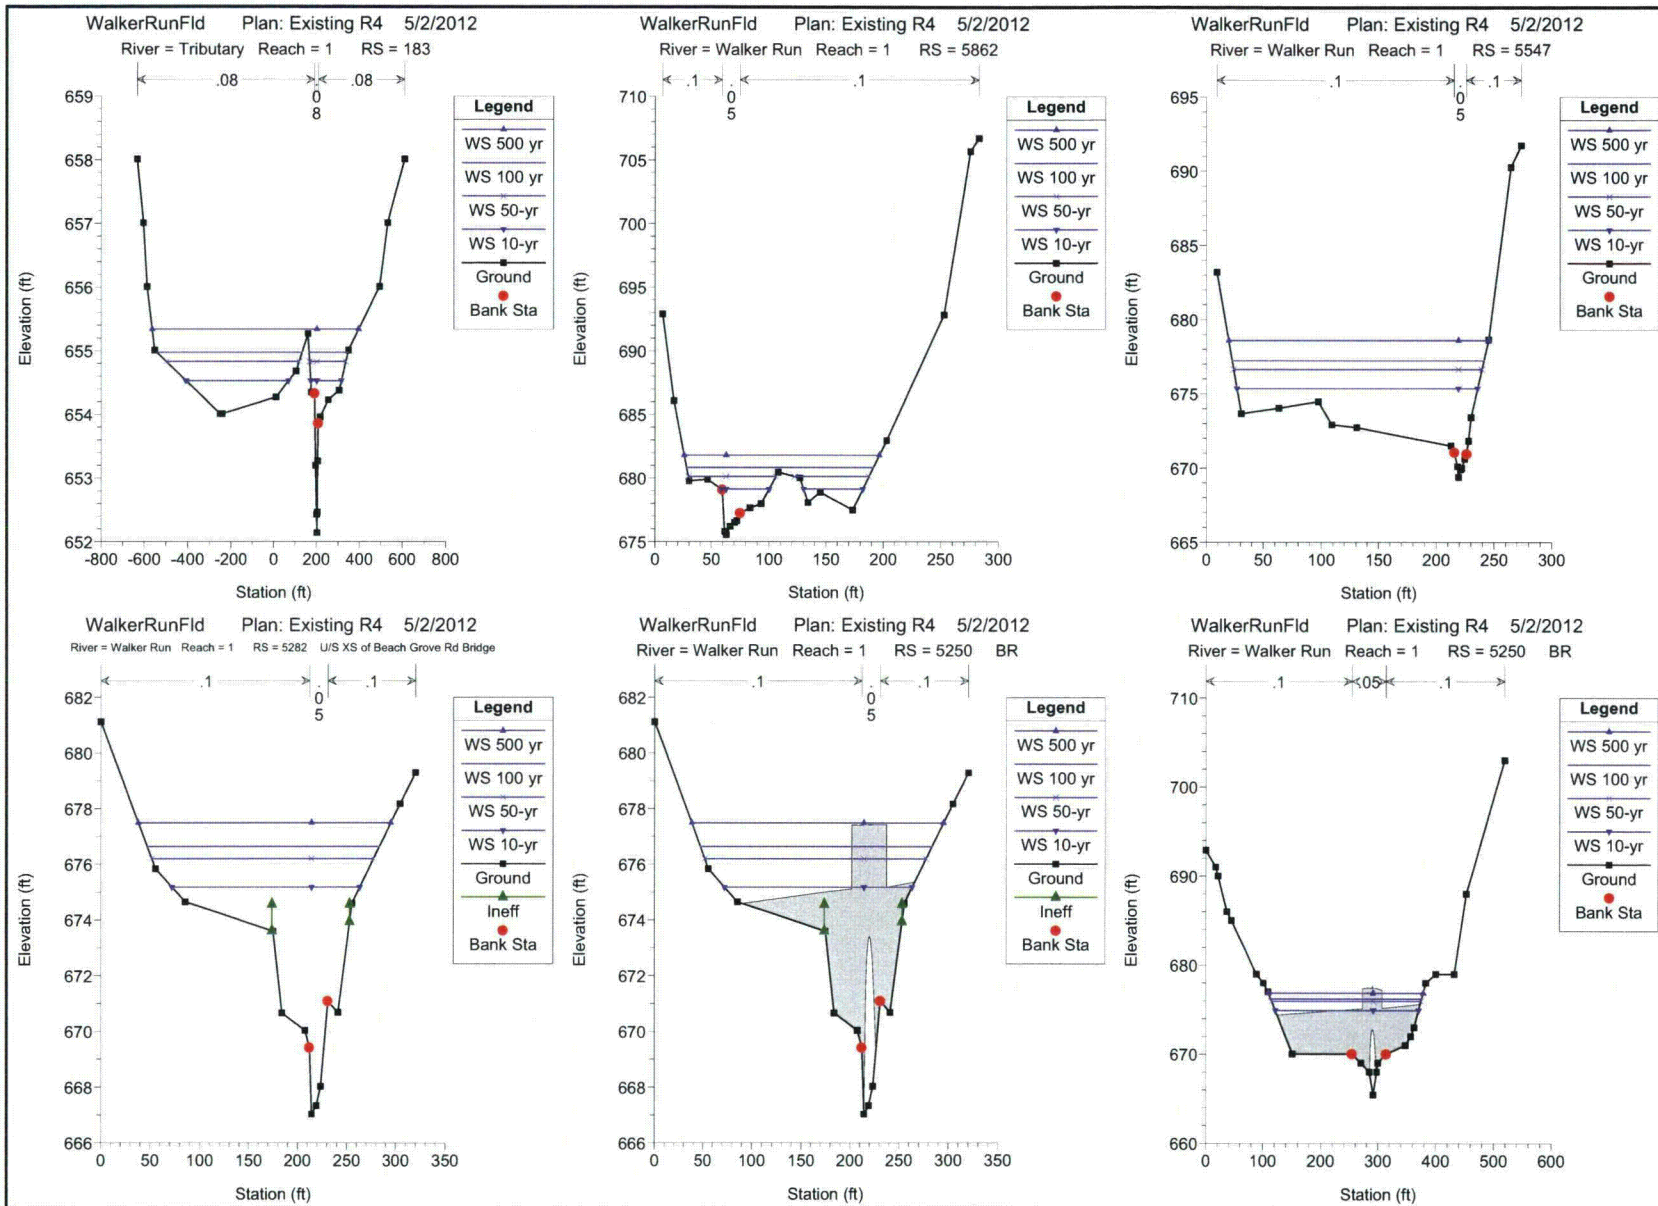 WalkerRunFld Plan: Existing R4 5/2/2012
River = Tributary Reach = 1 RS = 183
.08
.
0
8
.08
659
658
657
656
655
654
653
652
-800 -600 -400 -200 0 200 400 600 800
Elevation (ft)
Station (ft)
Legend
WS 500 yr
WS 100 yr
WS 50-yr
WS 10-yr
Ground
Bank Sta
WalkerRunFld Plan: Existing R4 5/2/2012
River = Walker Run Reach = 1 RS = 5862
.1
.
0
5
.1
710
705
700
695
690
685
680
675
0 50 100 150 200 250 300
Elevation (ft)
Station (ft)
Legend
WS 500 yr
WS 100 yr
WS 50-yr
WS 10-yr
Ground
Bank Sta
WalkerRunFld Plan: Existing R4 5/2/2012
River = Walker Run Reach = 1 RS = 5547
.1
.
0
5
.1
695
690
685
680
675
670
665
0 50 100 150 200 250 300
Elevation (ft)
Station (ft)
Legend
WS 500 yr
WS 100 yr
WS 50-yr
WS 10-yr
Ground
Bank Sta
WalkerRunFld Plan: Existing R4 5/2/2012
River = Walker Run Reach = 1 RS = 5282 U/S XS of Beach Grove Rd Bridge
.1
.
0
5
.1
682
680
678
676
674
672
670
668
666
0 50 100 150 200 250 300 350
Elevation (ft)
Station (ft)
Legend
WS 500 yr
WS 100 yr
WS 50-yr
WS 10-yr
Ground
Ineff
Bank Sta
WalkerRunFld Plan: Existing R4 5/2/2012
River = Walker Run Reach = 1 RS = 5250 BR
.1
.
0
5
.1
682
680
678
676
674
672
670
668
666
0 50 100 150 200 250 300 350
Elevation (ft)
Station (ft)
Legend
WS 500 yr
WS 100 yr
WS 50-yr
WS 10-yr
Ground
Ineff
Bank Sta
WalkerRunFld Plan: Existing R4 5/2/2012
River = Walker Run Reach = 1 RS = 5250 BR
.1
.05
.1
710
700
690
680
670
660
0 100 200 300 400 500 600
Elevation (ft)
Station (ft)
Legend
WS 500 yr
WS 100 yr
WS 50-yr
WS 10-yr
Ground
Bank Sta